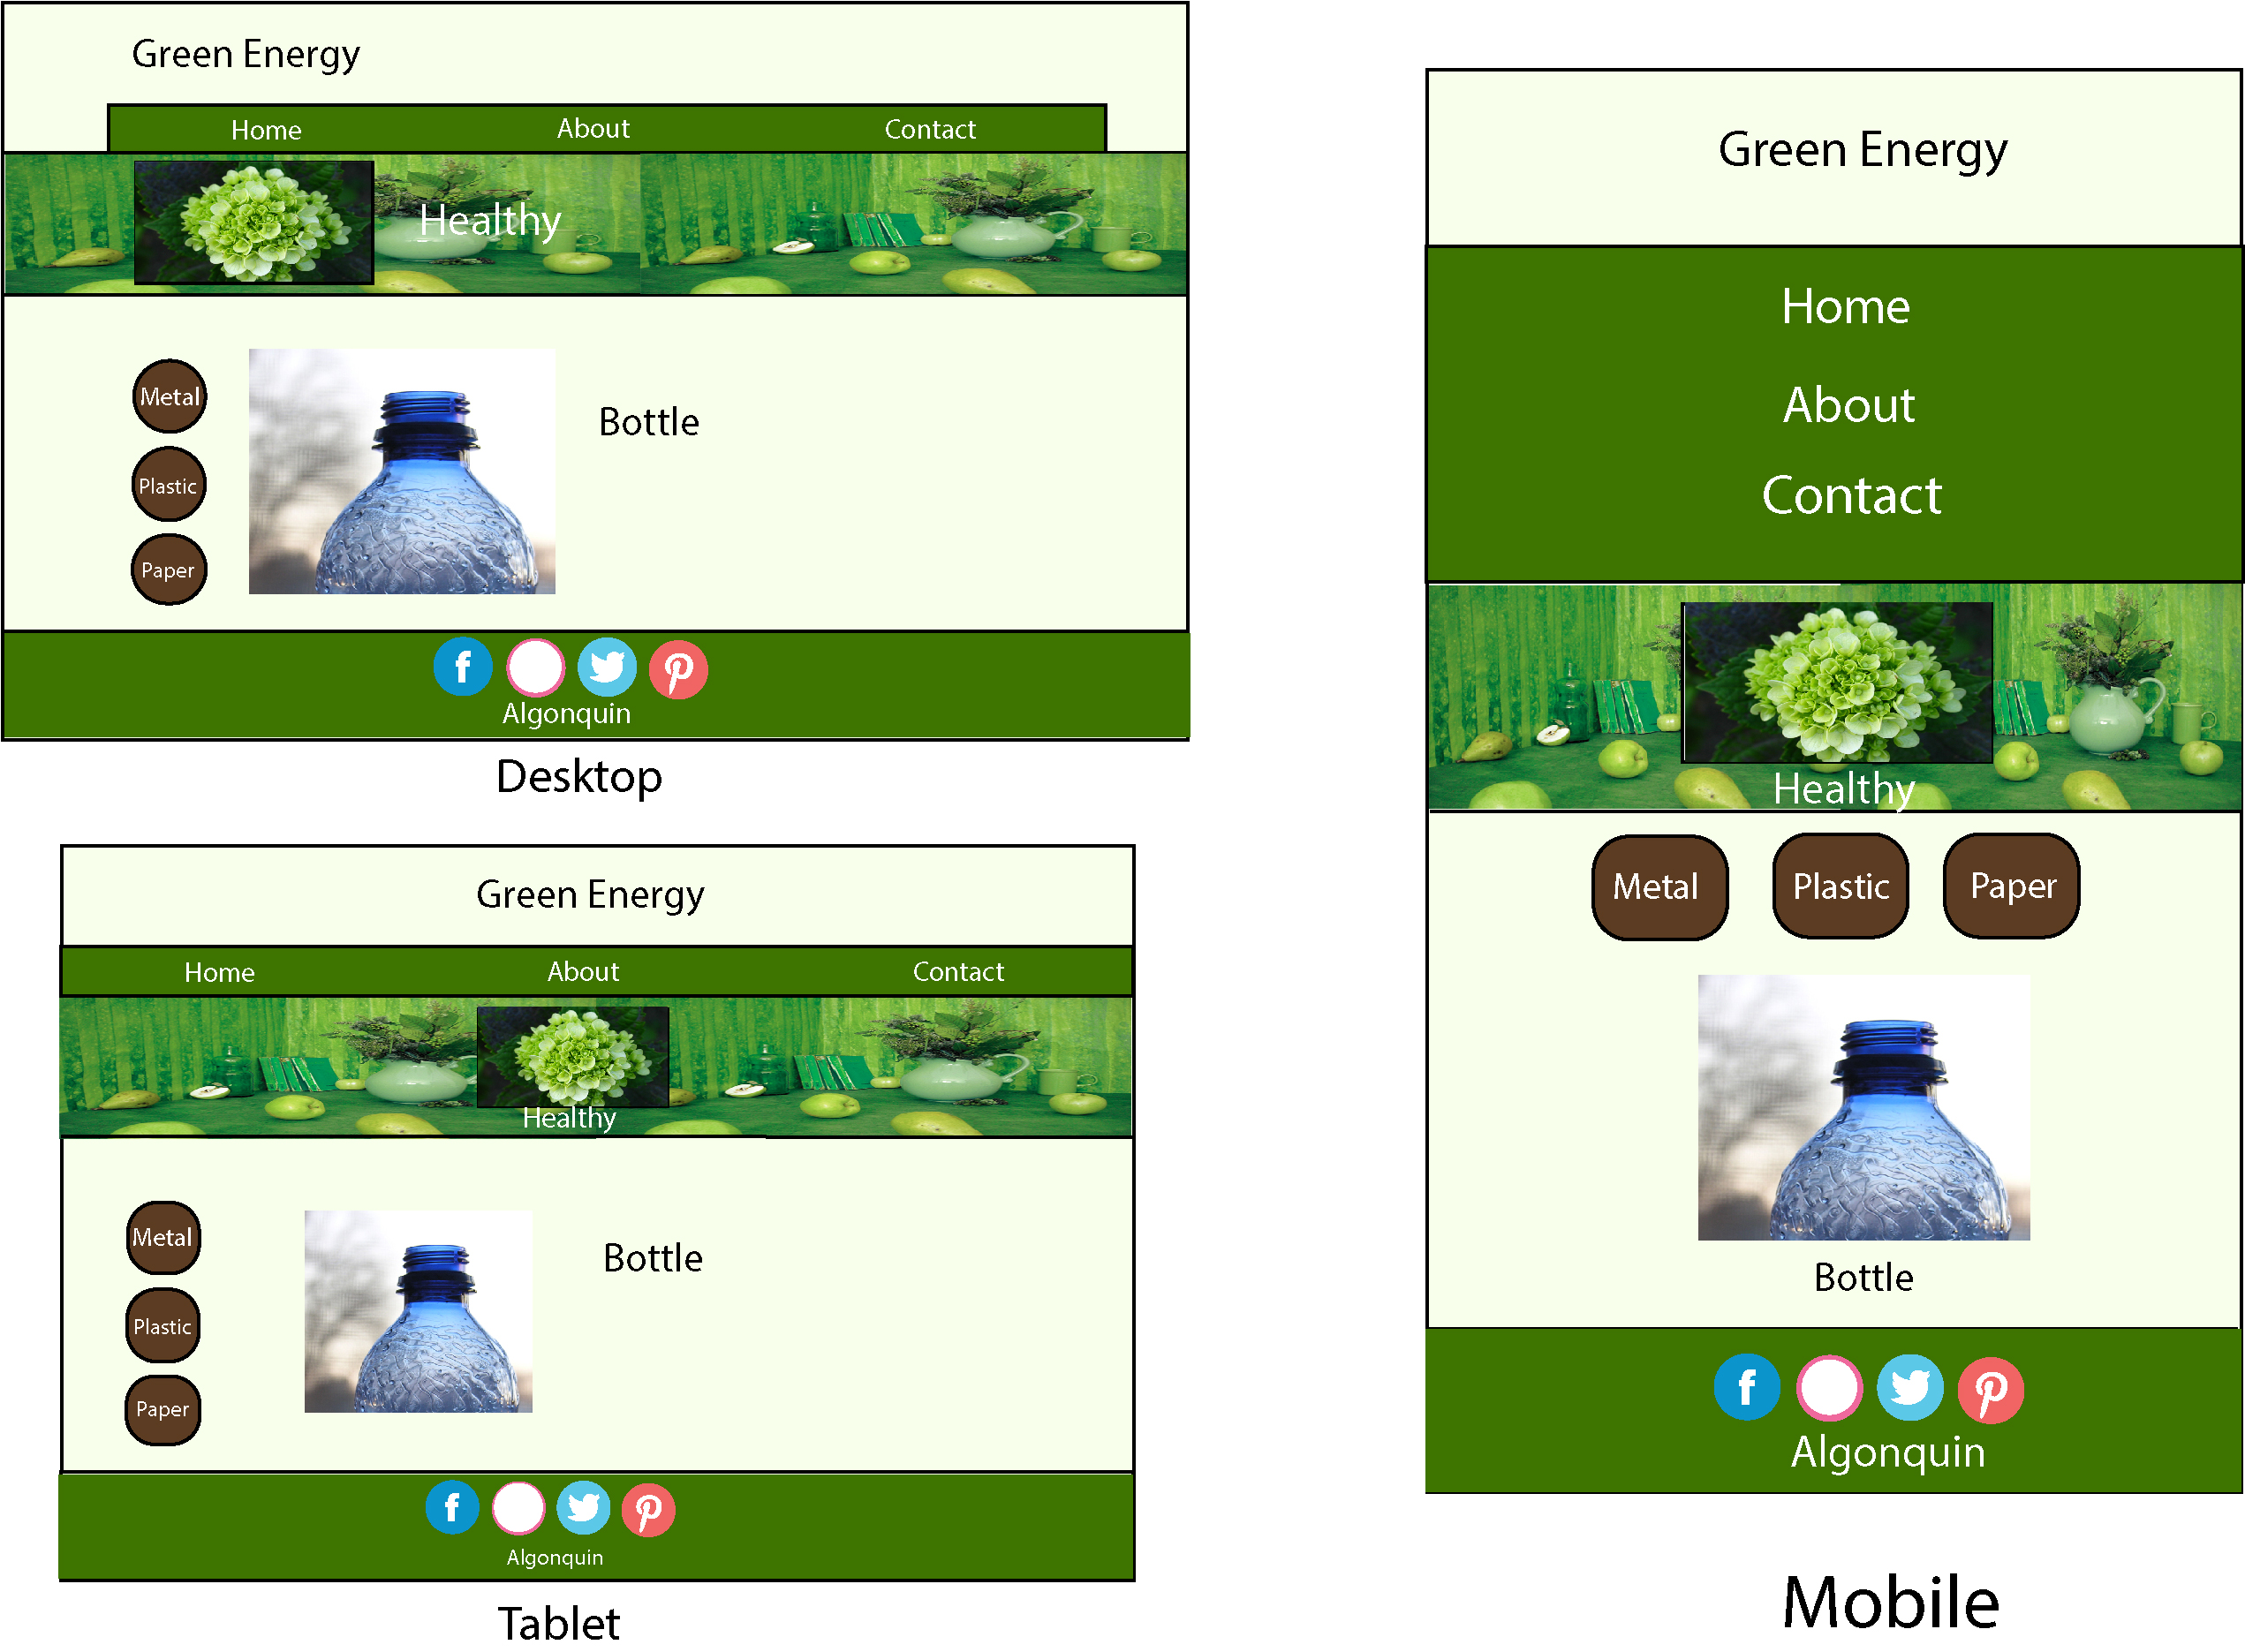 Green Energy
Home About Contact
Healthy
Metal
Bottle
Plastic
Paper
f
Algonquin
Desktop
Green Energy
Home About Contact
Healthy
Metal
Bottle
Plastic
Paper
f
Algonquin
Tablet
Green Energy
Home
About
Contact
Healthy
Metal Plastic Paper
Bottle
f
Algonquin
Mobile